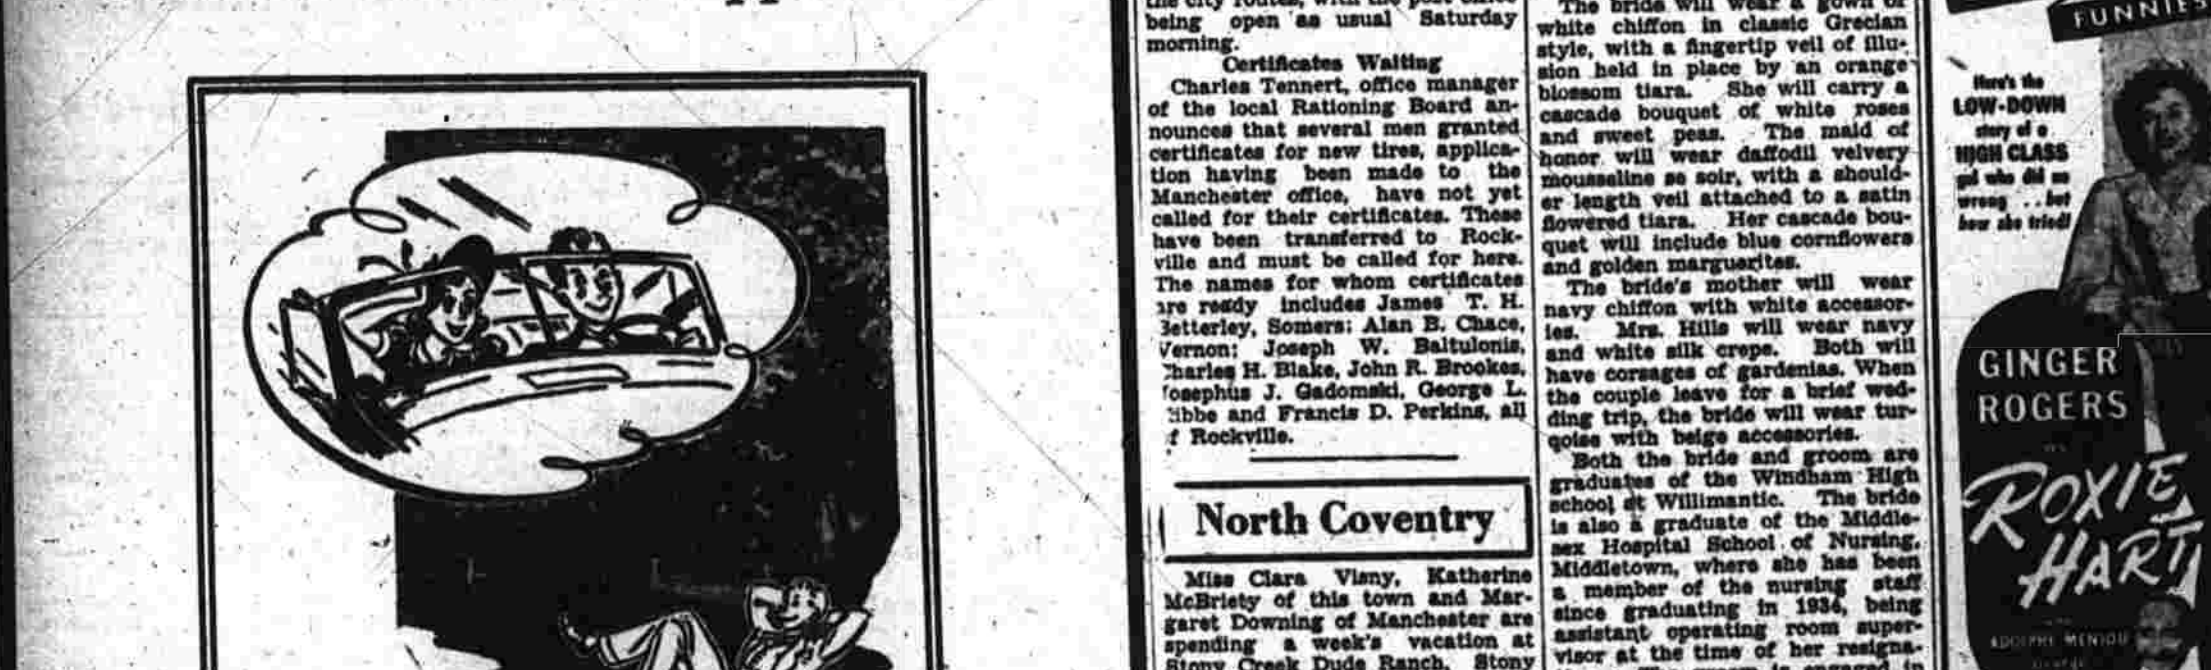 being open as usual Saturday
morning.
Certificates Waiting
Charles Tennert, office manager
of the local Rationing Board an-
nounces that several men granted
certificates for new tires, applica-
tion having been made to the
Manchester office, have not yet
called for their certificates. These
have been transferred to Rock-
ville and must be called for here.
The names for whom certificates
are ready includes James T. H.
Betterley, Somers; Alan B. Chace,
Vernon; Joseph W. Baltulonis,
Charles H. Blake, John R. Brookes,
Josephus J. Gadomski, George L.
and Francis D. Perkins, all
of Rockville.
North Coventry
Miss Clara Visny, Katherine
McBriety of this town and Mar-
garet Downing of Manchester are
spending a week's vacation at
Stony Creek Dude Ranch, Stony
The bride will wear a gown of
white chiffon in classic Grecian
style, with a fingertip veil of illu-
sion held in place by an orange
blossom tiara. She will carry a
cascade bouquet of white roses
and sweet peas. The maid of
honor will wear daffodil velvery
mousseline se soir, with a should-
er length veil attached to a satin
flowered tiara. Her cascade bou-
quet will include blue cornflowers
and golden marguerites.
The bride's mother will wear
navy chiffon with white accessor-
ies. Mrs. Hills will wear navy
and white silk crepe. Both will
have corsages of gardenias. When
the couple leave for a brief wed-
ding trip, the bride will wear tur-
qoise with beige accessories.
Both the bride and groom are
graduates of the Windham High
school at Willimantic. The bride
is also a graduate of the Middle-
sex Hospital School of Nursing,
Middletown, where she has been
a member of the nursing staff
since graduating in 1934, being
assistant operating room super-
visor at the time of her resigna-
FUNNIES
Here's the
LOW-DOWN
story of a
HIGH CLASS
gal who did no
wrong . . but
how she tried!
GINGER
ROGERS
ROXIE
HART
ADOLPHE MENJOU